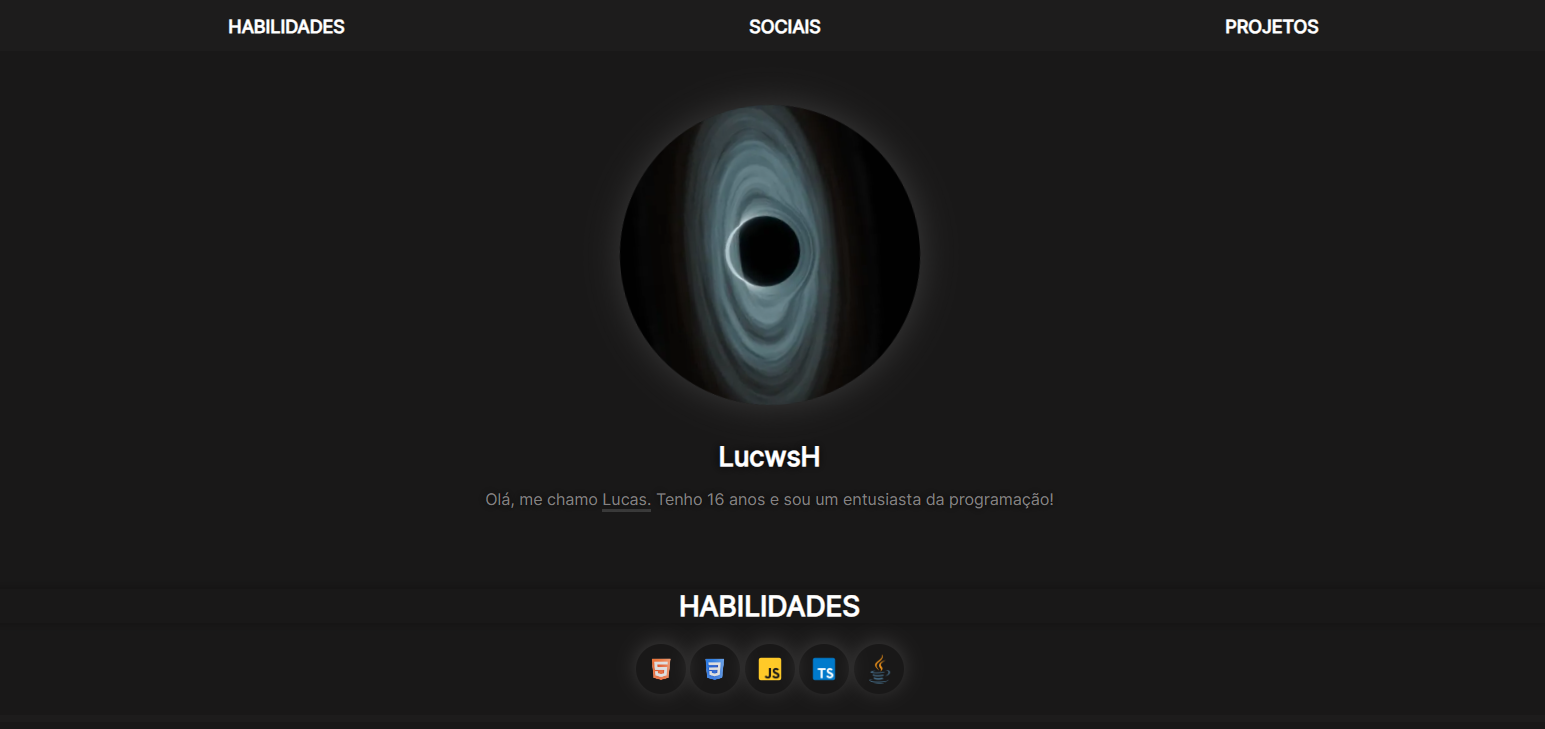 HABILIDADES SOCIAIS PROJETOS
LucwsH
Olá, me chamo Lucas. Tenho 16 anos e sou um entusiasta da programação!
HABILIDADES
5 3 JS TS